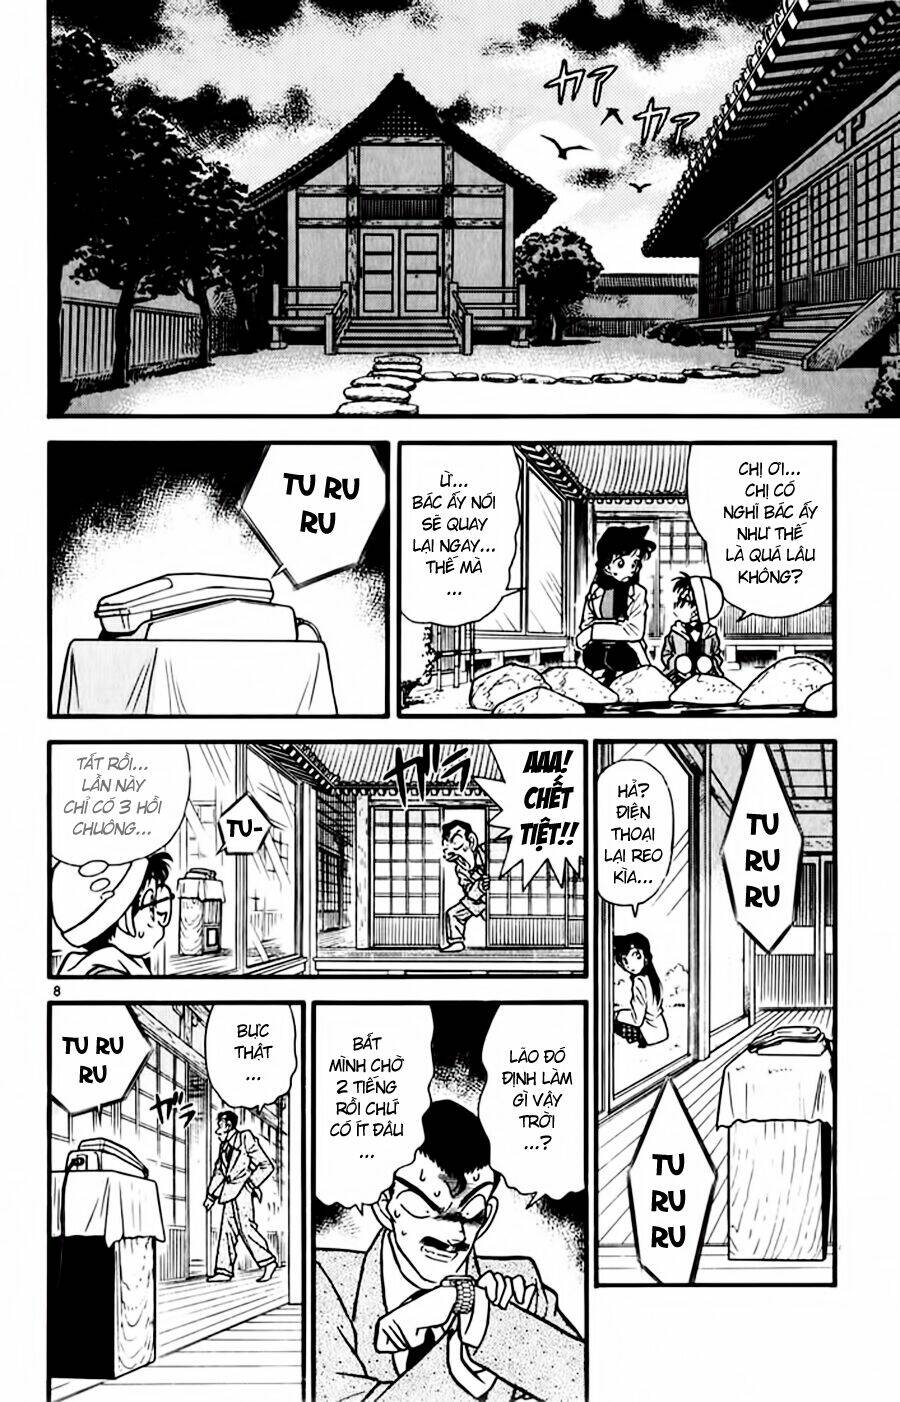 カァ
カァ
CHỊ ƠI...
CHỊ CÓ
NGHĨ BÁC ẤY
NHƯ THẾ
LÀ QUÁ LÂU
KHÔNG?
Ừ...
BÁC ẤY NÓI
SẼ QUAY
LẠI NGAY...
THẾ MÀ
...
TU RU
RU
TU
RU
RU
HẢ?
ĐIỆN
THOẠI
LẠI REO
KÌA...
TU
RU
RU
AAA!
CHẾT
TIỆT!!
ガラ
TU-
TẮT RỒI...
LẦN NÀY
CHỈ CÓ 3 HỒI
CHUÔNG...
8
LÃO ĐÓ
ĐỊNH LÀM
GÌ VẬY
TRỜI
...?
BẮT
MÌNH CHỜ
2 TIẾNG
RỒI CHỨ
CÓ ÍT ĐÂU
...
BỰC
THẬT
...
ガラ
TU RU
RU